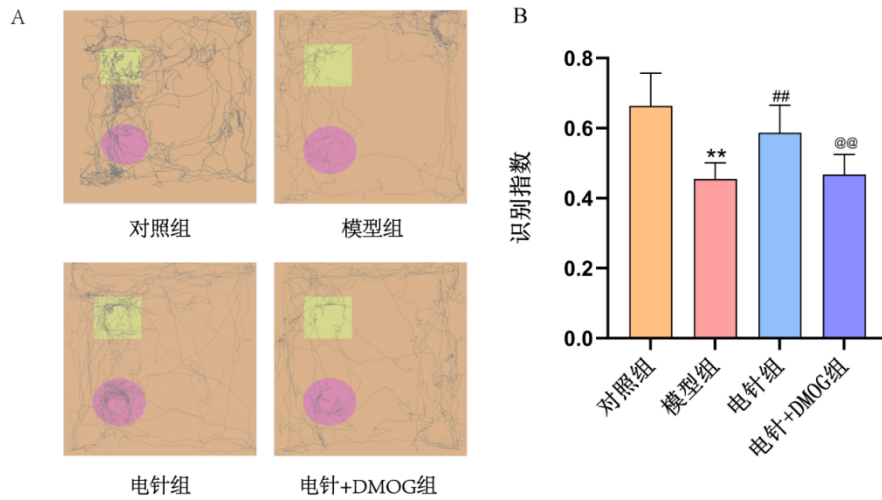 A
对照组
模型组
电针组
电针+DMOG组
B
识别指数
0.8
0.6
0.4
0.2
0.0
**
##
@@
对照组
模型组
电针组
电针+DMOG组